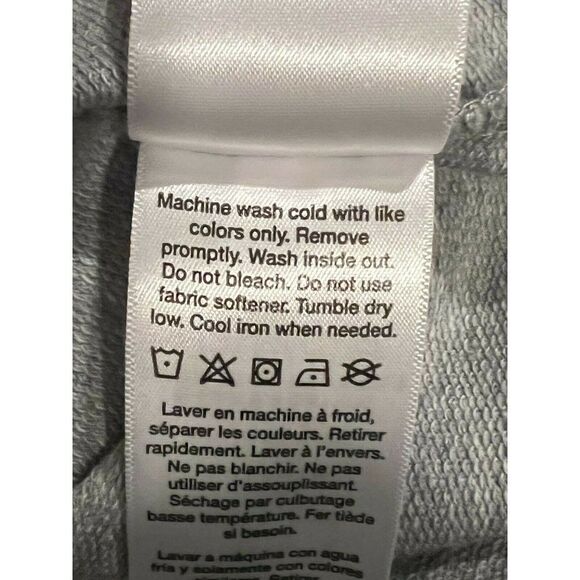 Machine wash cold with like
colors only. Remove
promptly. Wash inside out.
Do not bleach. Do not use
fabric softener. Tumble dry
low. Cool iron when needed.
Laver en machine à froid,
séparer les couleurs. Retirer
rapidement. Laver à l'envers.
Ne pas blanchir. Ne pas
utiliser d'assouplissant.
Séchage par culbutage
basse température. Fer tiède
si besoin.
Lavar a máquina con agua
fría y solamente con colores